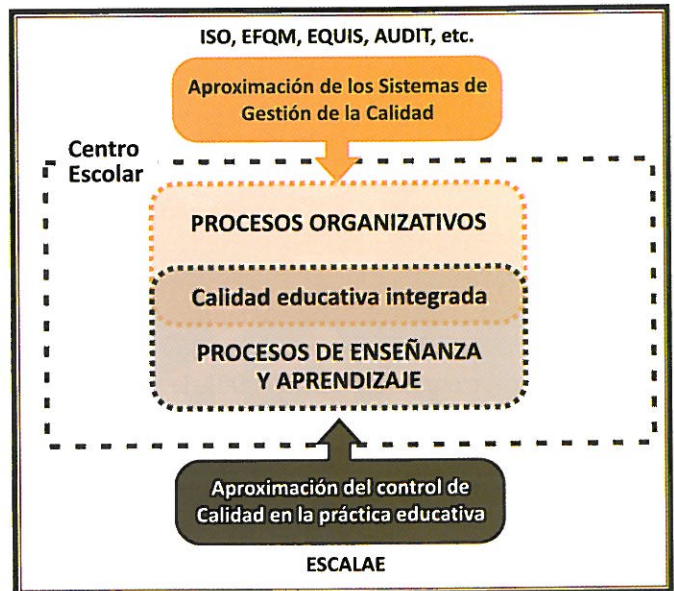 ISO, EFQM, EQUIS, AUDIT, etc.
Aproximación de los Sistemas de
Gestión de la Calidad
Centro
Escolar
PROCESOS ORGANIZATIVOS
Calidad educativa integrada
PROCESOS DE ENSEÑANZA
Y APRENDIZAJE
Aproximación del control de
Calidad en la práctica educativa
ESCALAE